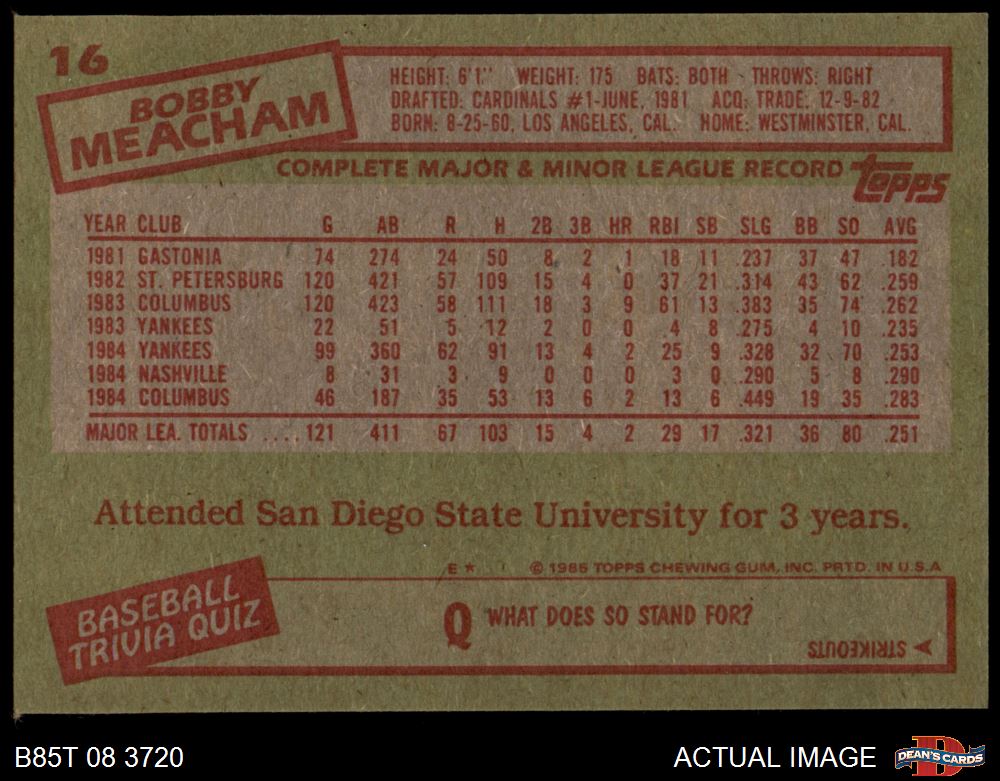 16
BOBBY
MEACHAM
HEIGHT: 6'1" WEIGHT: 175 BATS: BOTH THROWS: RIGHT
DRAFTED: CARDINALS #1-JUNE, 1981 ACQ: TRADE: 12-9-82
BORN: 8-25-60, LOS ANGELES, CAL. HOME: WESTMINSTER, CAL.
COMPLETE MAJOR & MINOR LEAGUE RECORD topps
YEAR CLUB G AB R H 2B 3B HR RBI SB SLG BB SO AVG
1981 GASTONIA 74 274 24 50 8 2 1 18 11 .237 37 47 .182
1982 ST. PETERSBURG 120 421 57 109 15 4 0 37 21 .314 43 62 .259
1983 COLUMBUS 120 423 58 111 18 3 9 61 13 .383 35 74 .262
1983 YANKEES 22 51 5 12 2 0 0 4 8 .275 4 10 .235
1984 YANKEES 99 360 62 91 13 4 2 25 9 .328 32 70 .253
1984 NASHVILLE 8 31 3 9 0 0 0 3 0 .290 5 8 .290
1984 COLUMBUS 46 187 35 53 13 6 2 13 6 .449 19 35 .283
MAJOR LEA. TOTALS .... 121 411 67 103 15 4 2 29 17 .321 36 80 .251
Attended San Diego State University for 3 years.
E* © 1985 TOPPS CHEWING GUM, INC. PRTD. IN U.S.A
BASEBALL
TRIVIA QUIZ
Q WHAT DOES SO STAND FOR?
STRIKEOUTS
B85T 08 3720
ACTUAL IMAGE
D
DEAN'S CARDS